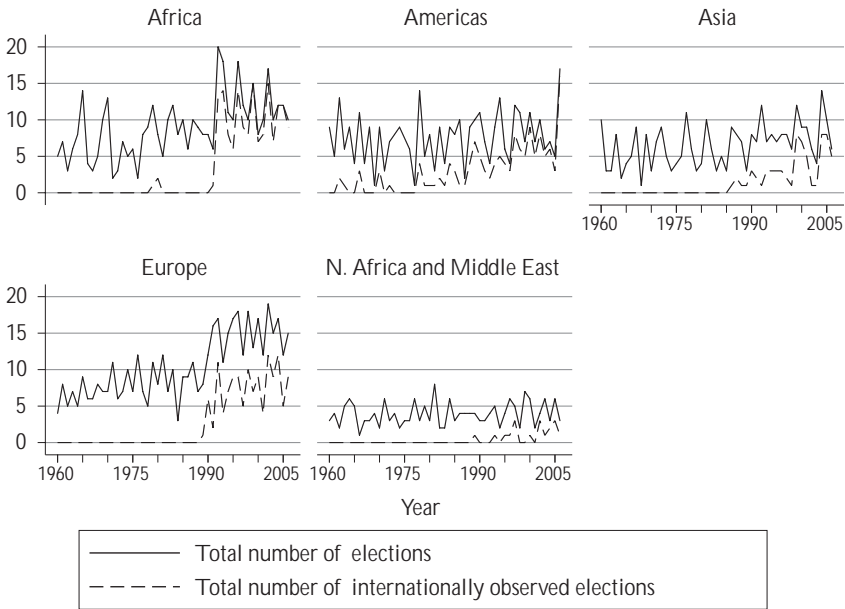 Africa
Americas
Asia
20
15
10
5
0
1960
1975
1990
2005
Europe
N. Africa and Middle East
20
15
10
5
0
1960
1975
1990
2005
1960
1975
1990
2005
Year
Total number of elections
Total number of internationally observed elections